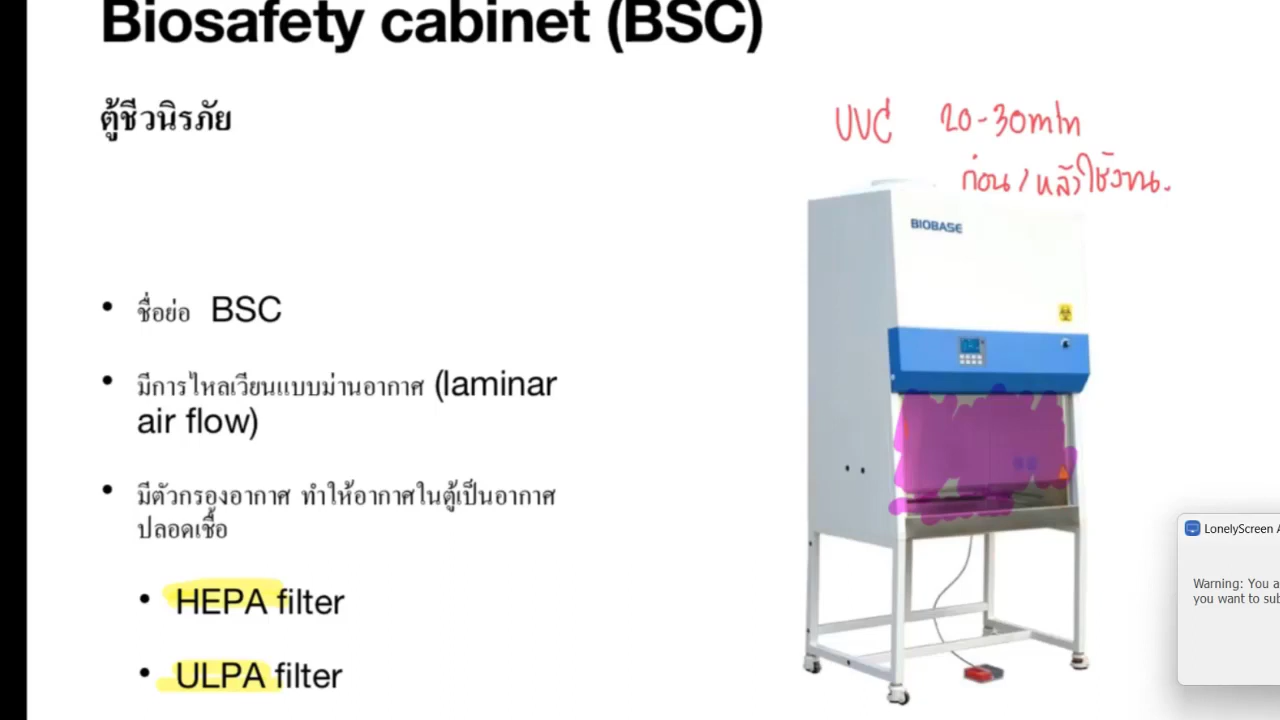 Biosafety cabinet (BSC)
ตู้ชีวนิรภัย
UVC 20-30min
ก่อน / หลังใช้งาน.
BIOBASE
• ชื่อย่อ BSC
• มีการไหลเวียนแบบม่านอากาศ (laminar
air flow)
• มีตัวกรองอากาศ ทำให้อากาศในตู้เป็นอากาศ
ปลอดเชื้อ
• HEPA filter
• ULPA filter
LonelyScreen A
Warning: You a
you want to sub